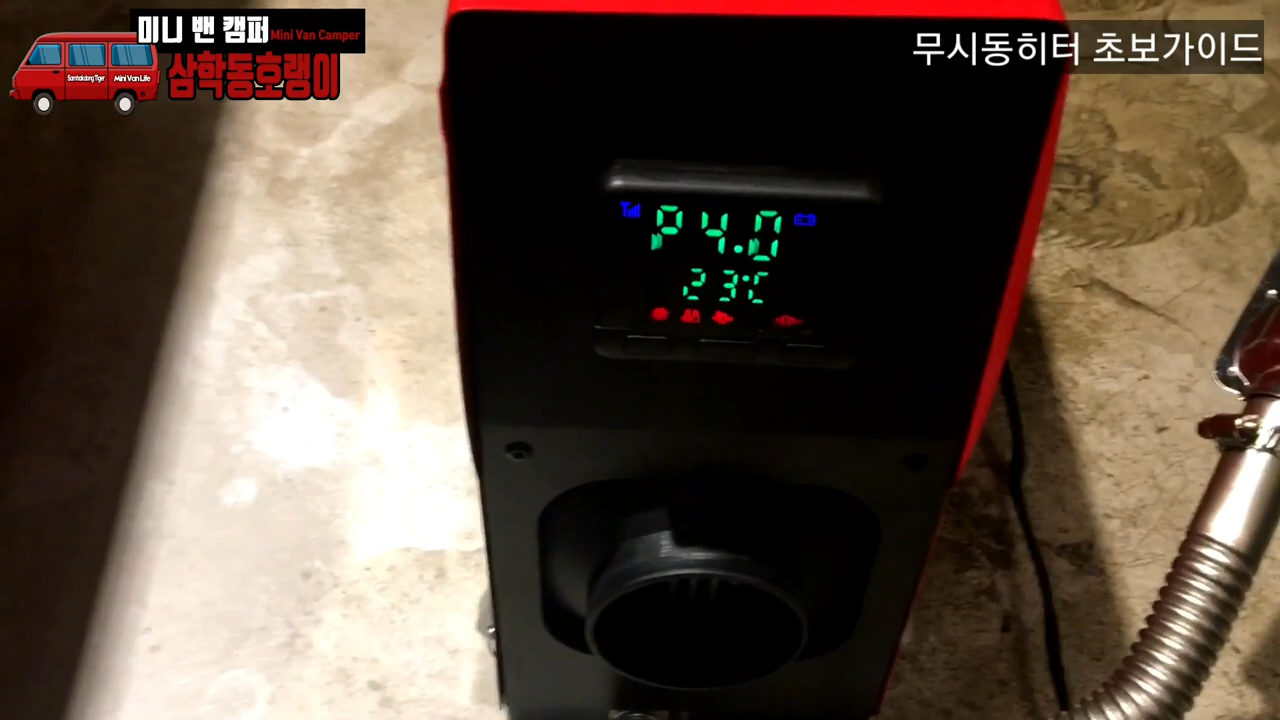 미니 밴 캠퍼 Mini Van Camper
삼학동호랭이
Samhakdong Tiger Mini Van Life
무시동히터 초보가이드
P4.0
23℃